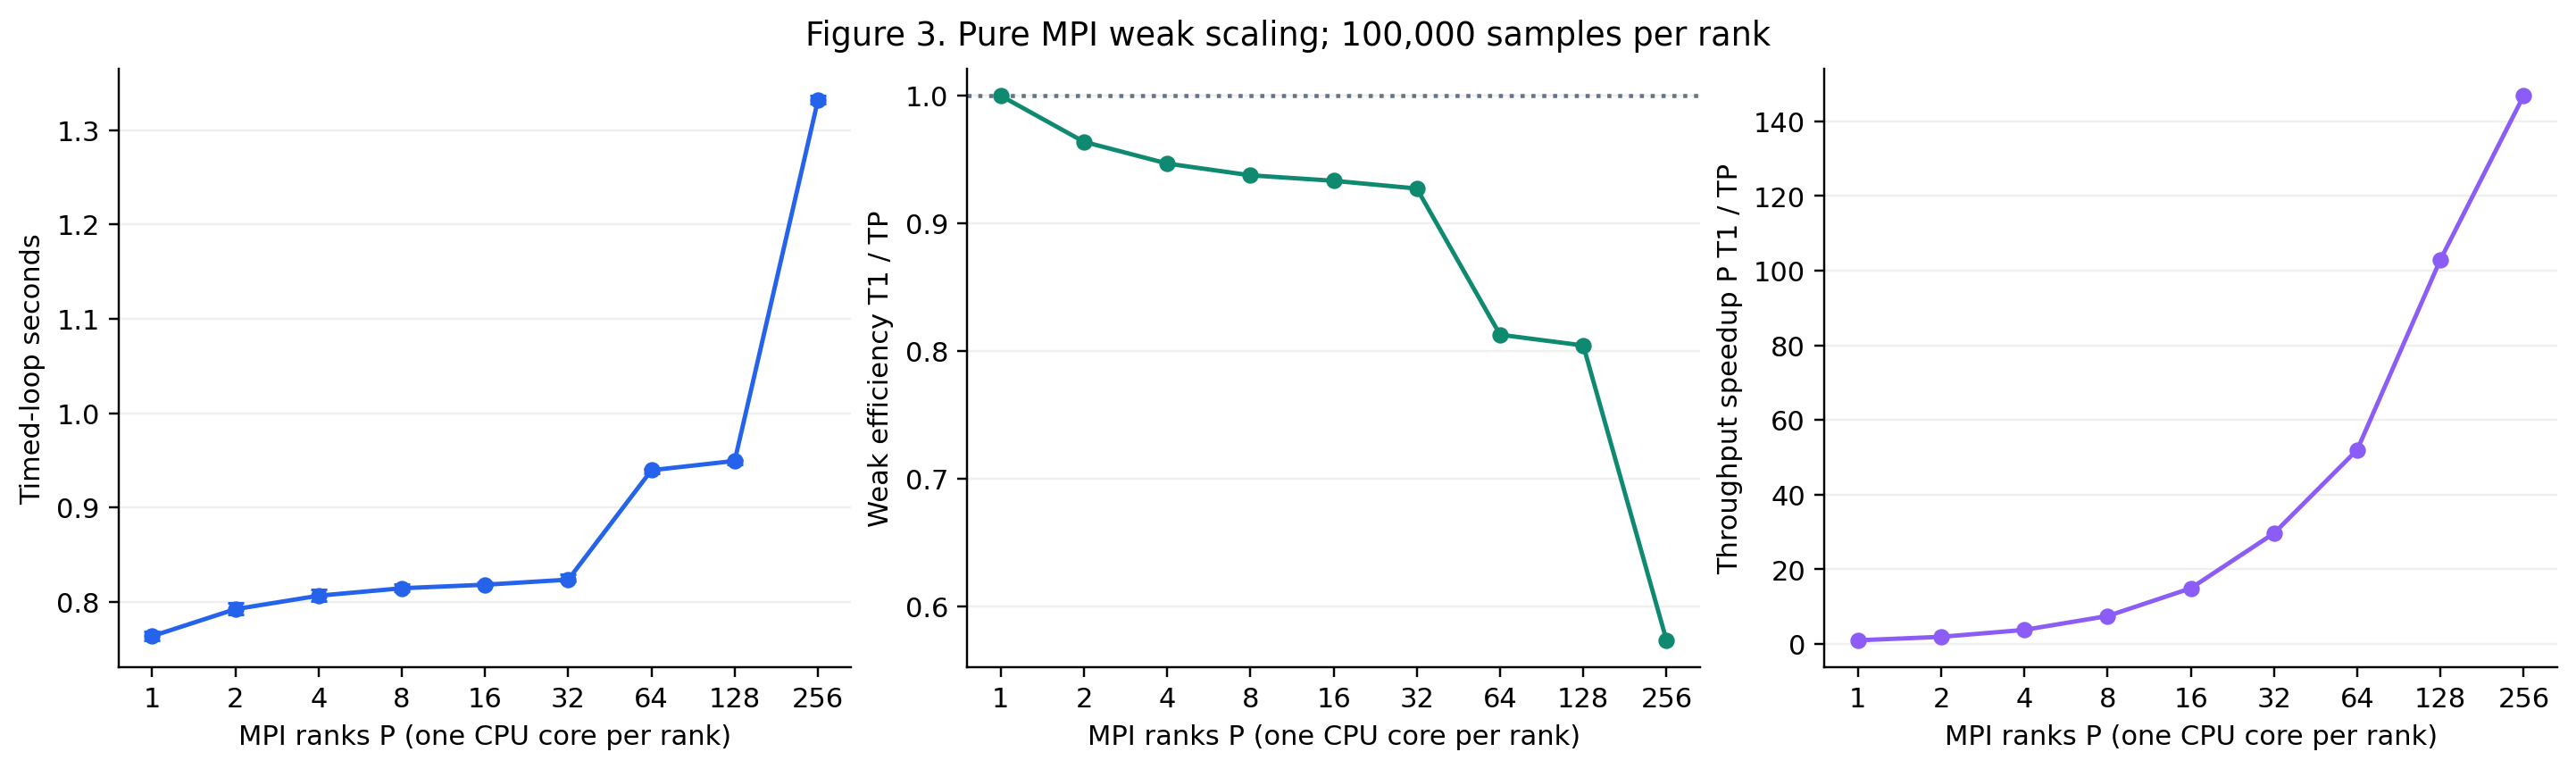 Figure 3. Pure MPI weak scaling; 100,000 samples per rank
Timed-loop seconds
1.3
1.2
1.1
1.0
0.9
0.8
1 2 4 8 16 32 64 128 256
MPI ranks P (one CPU core per rank)
Weak efficiency T1 / TP
1.0
0.9
0.8
0.7
0.6
1 2 4 8 16 32 64 128 256
MPI ranks P (one CPU core per rank)
Throughput speedup P T1 / TP
140
120
100
80
60
40
20
0
1 2 4 8 16 32 64 128 256
MPI ranks P (one CPU core per rank)